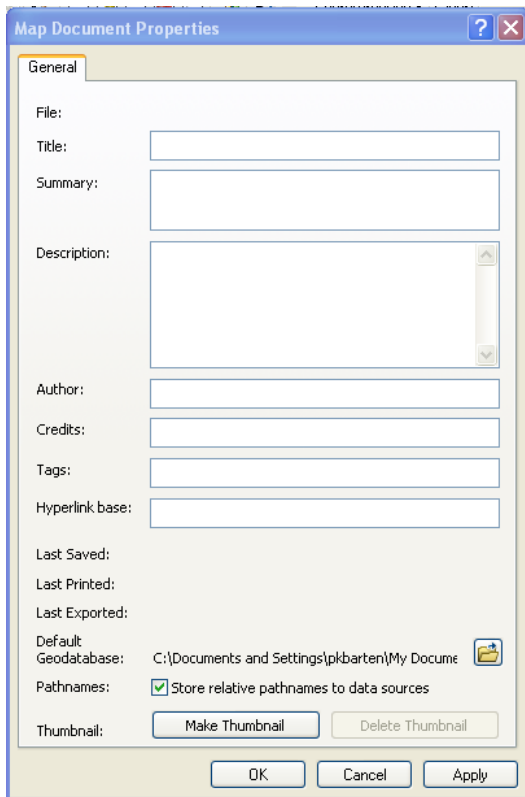 Map Document Properties
General
File:
Title:
Summary:
Description:
Author:
Credits:
Tags:
Hyperlink base:
Last Saved:
Last Printed:
Last Exported:
Default
Geodatabase: C:\Documents and Settings\pkbarten\My Docume
Pathnames: Store relative pathnames to data sources
Thumbnail: Make Thumbnail Delete Thumbnail
OK Cancel Apply